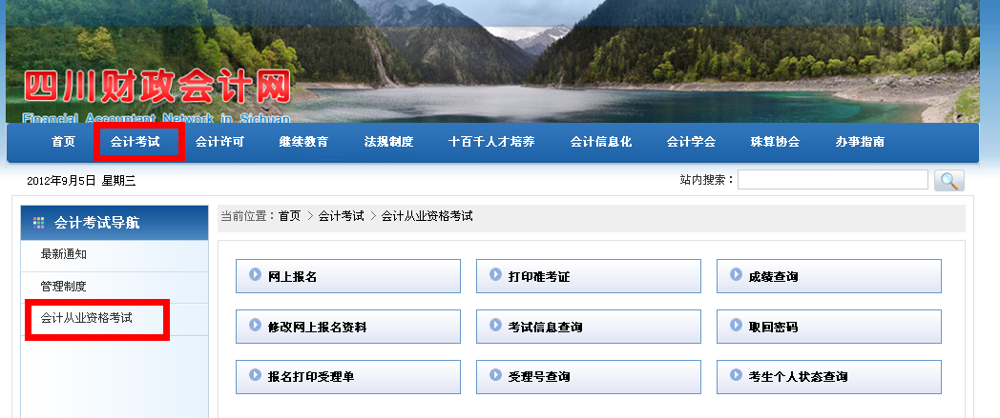 四川财政会计网
Financial Accountant Network in Sichuan
首页 会计考试 会计许可 继续教育 法规制度 十百千人才培养 会计信息化 会计学会 珠算协会 办事指南
2012年9月5日 星期三 站内搜索：
会计考试导航
最新通知
管理制度
会计从业资格考试
当前位置：首页 > 会计考试 > 会计从业资格考试
网上报名 打印准考证 成绩查询
修改网上报名资料 考试信息查询 取回密码
报名打印受理单 受理号查询 考生个人状态查询